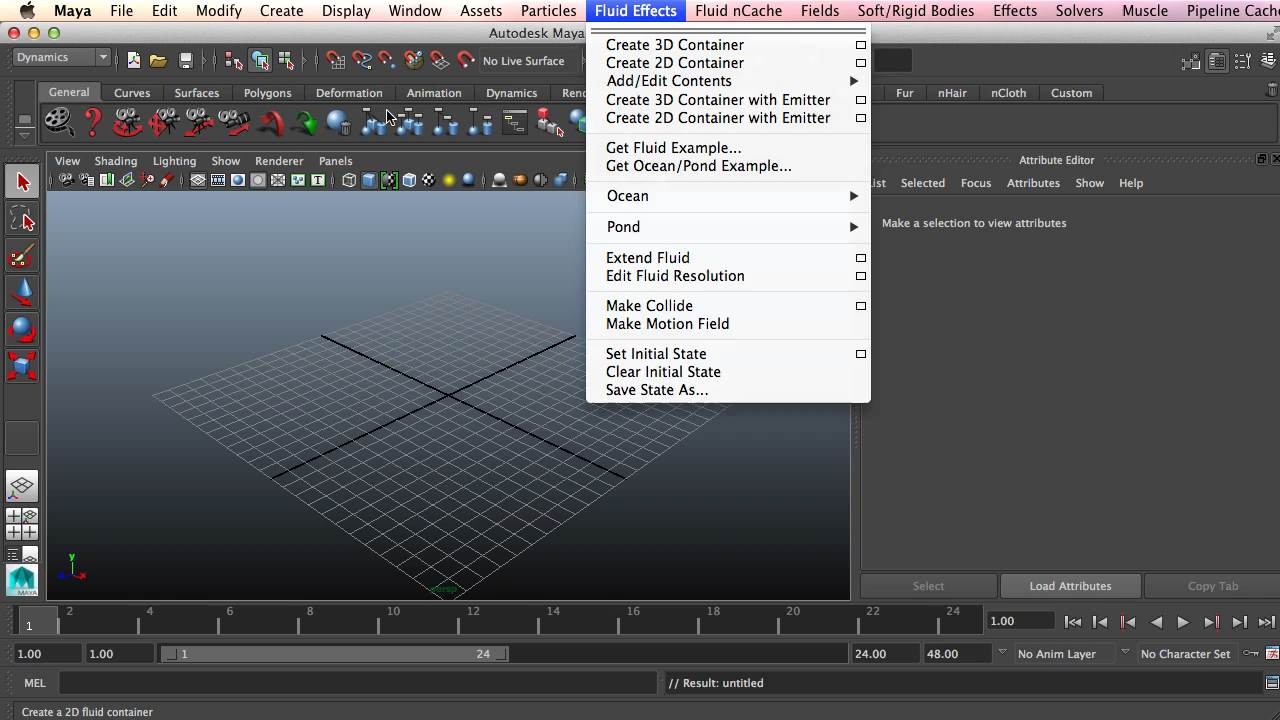 Maya File Edit Modify Create Display Window Assets Particles Fluid Effects Fluid nCache Fields Soft/Rigid Bodies Effects Solvers Muscle Pipeline Cach
Autodesk Maya
Dynamics
No Live Surface
General Curves Surfaces Polygons Deformation Animation Dynamics Ren Fur nHair nCloth Custom
View Shading Lighting Show Renderer Panels
Create 3D Container
Create 2D Container
Add/Edit Contents
Create 3D Container with Emitter
Create 2D Container with Emitter
Get Fluid Example...
Get Ocean/Pond Example...
Ocean
Pond
Extend Fluid
Edit Fluid Resolution
Make Collide
Make Motion Field
Set Initial State
Clear Initial State
Save State As...
Attribute Editor
List Selected Focus Attributes Show Help
Make a selection to view attributes
y
persp
MAYA
Select Load Attributes Copy Tab
1 2 4 6 8 10 12 14 16 18 20 22 24 1.00
1.00 1.00 1 24 24.00 48.00 No Anim Layer No Character Set
MEL // Result: untitled
Create a 2D fluid container